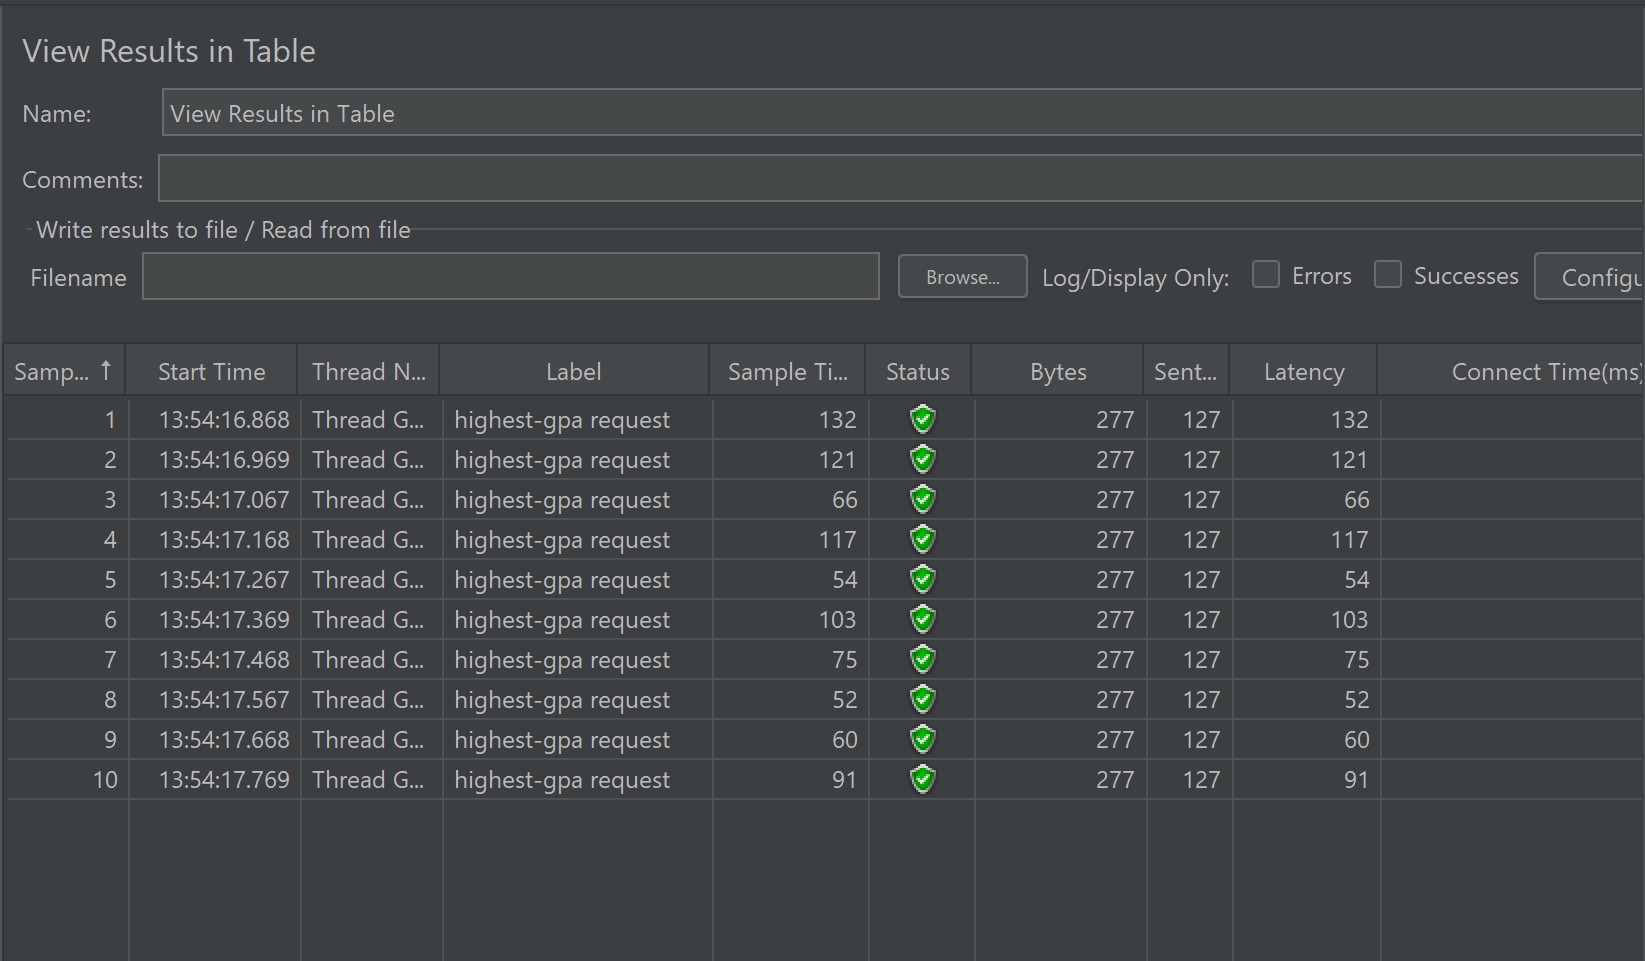 View Results in Table
Name: View Results in Table
Comments:
Write results to file / Read from file
Filename Browse... Log/Display Only: Errors Successes Configu
Samp... ↑ Start Time Thread N... Label Sample Ti... Status Bytes Sent... Latency Connect Time(ms)
1 13:54:16.868 Thread G... highest-gpa request 132 277 127 132
2 13:54:16.969 Thread G... highest-gpa request 121 277 127 121
3 13:54:17.067 Thread G... highest-gpa request 66 277 127 66
4 13:54:17.168 Thread G... highest-gpa request 117 277 127 117
5 13:54:17.267 Thread G... highest-gpa request 54 277 127 54
6 13:54:17.369 Thread G... highest-gpa request 103 277 127 103
7 13:54:17.468 Thread G... highest-gpa request 75 277 127 75
8 13:54:17.567 Thread G... highest-gpa request 52 277 127 52
9 13:54:17.668 Thread G... highest-gpa request 60 277 127 60
10 13:54:17.769 Thread G... highest-gpa request 91 277 127 91